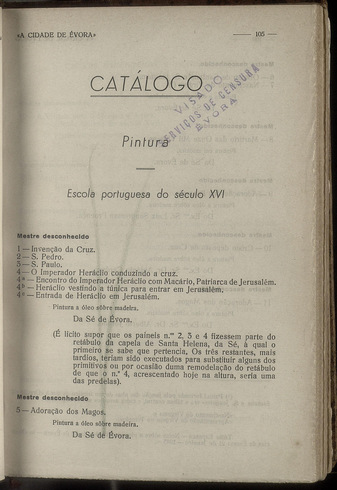 «A CIDADE DE ÉVORA» — 105 —
CATÁLOGO
VISADO
SERVIÇOS DE CENSURA
ÉVORA
Pintura
Escola portuguesa do século XVI
Mestre desconhecido
1 — Invenção da Cruz.
2 — S. Pedro.
3 — S. Paulo.
4 — O Imperador Heráclio conduzindo a cruz.
4ª — Encontro do Imperador Heráclio com Macário, Patriarca de Jerusalém.
4ᵇ — Heráclio vestindo a túnica para entrar em Jerusalém.
4ᶜ — Entrada de Heráclio em Jerusalém.
Pintura a óleo sôbre madeira.
Da Sé de Évora.
(É lícito supor que os paineis n.ᵒˢ 2, 3 e 4 fizessem parte do
retábulo da capela de Santa Helena, da Sé, à qual o
primeiro se sabe que pertencia, Os três restantes, mais
tardios, teriam sido executados para substituir alguns dos
primitivos ou por ocasião duma remodelação do retábulo
de que o n.º 4, acrescentado hoje na altura, seria uma
das predelas).
Mestre desconhecido
5 — Adoração dos Magos.
Pintura a óleo sôbre madeira.
Da Sé de Évora.